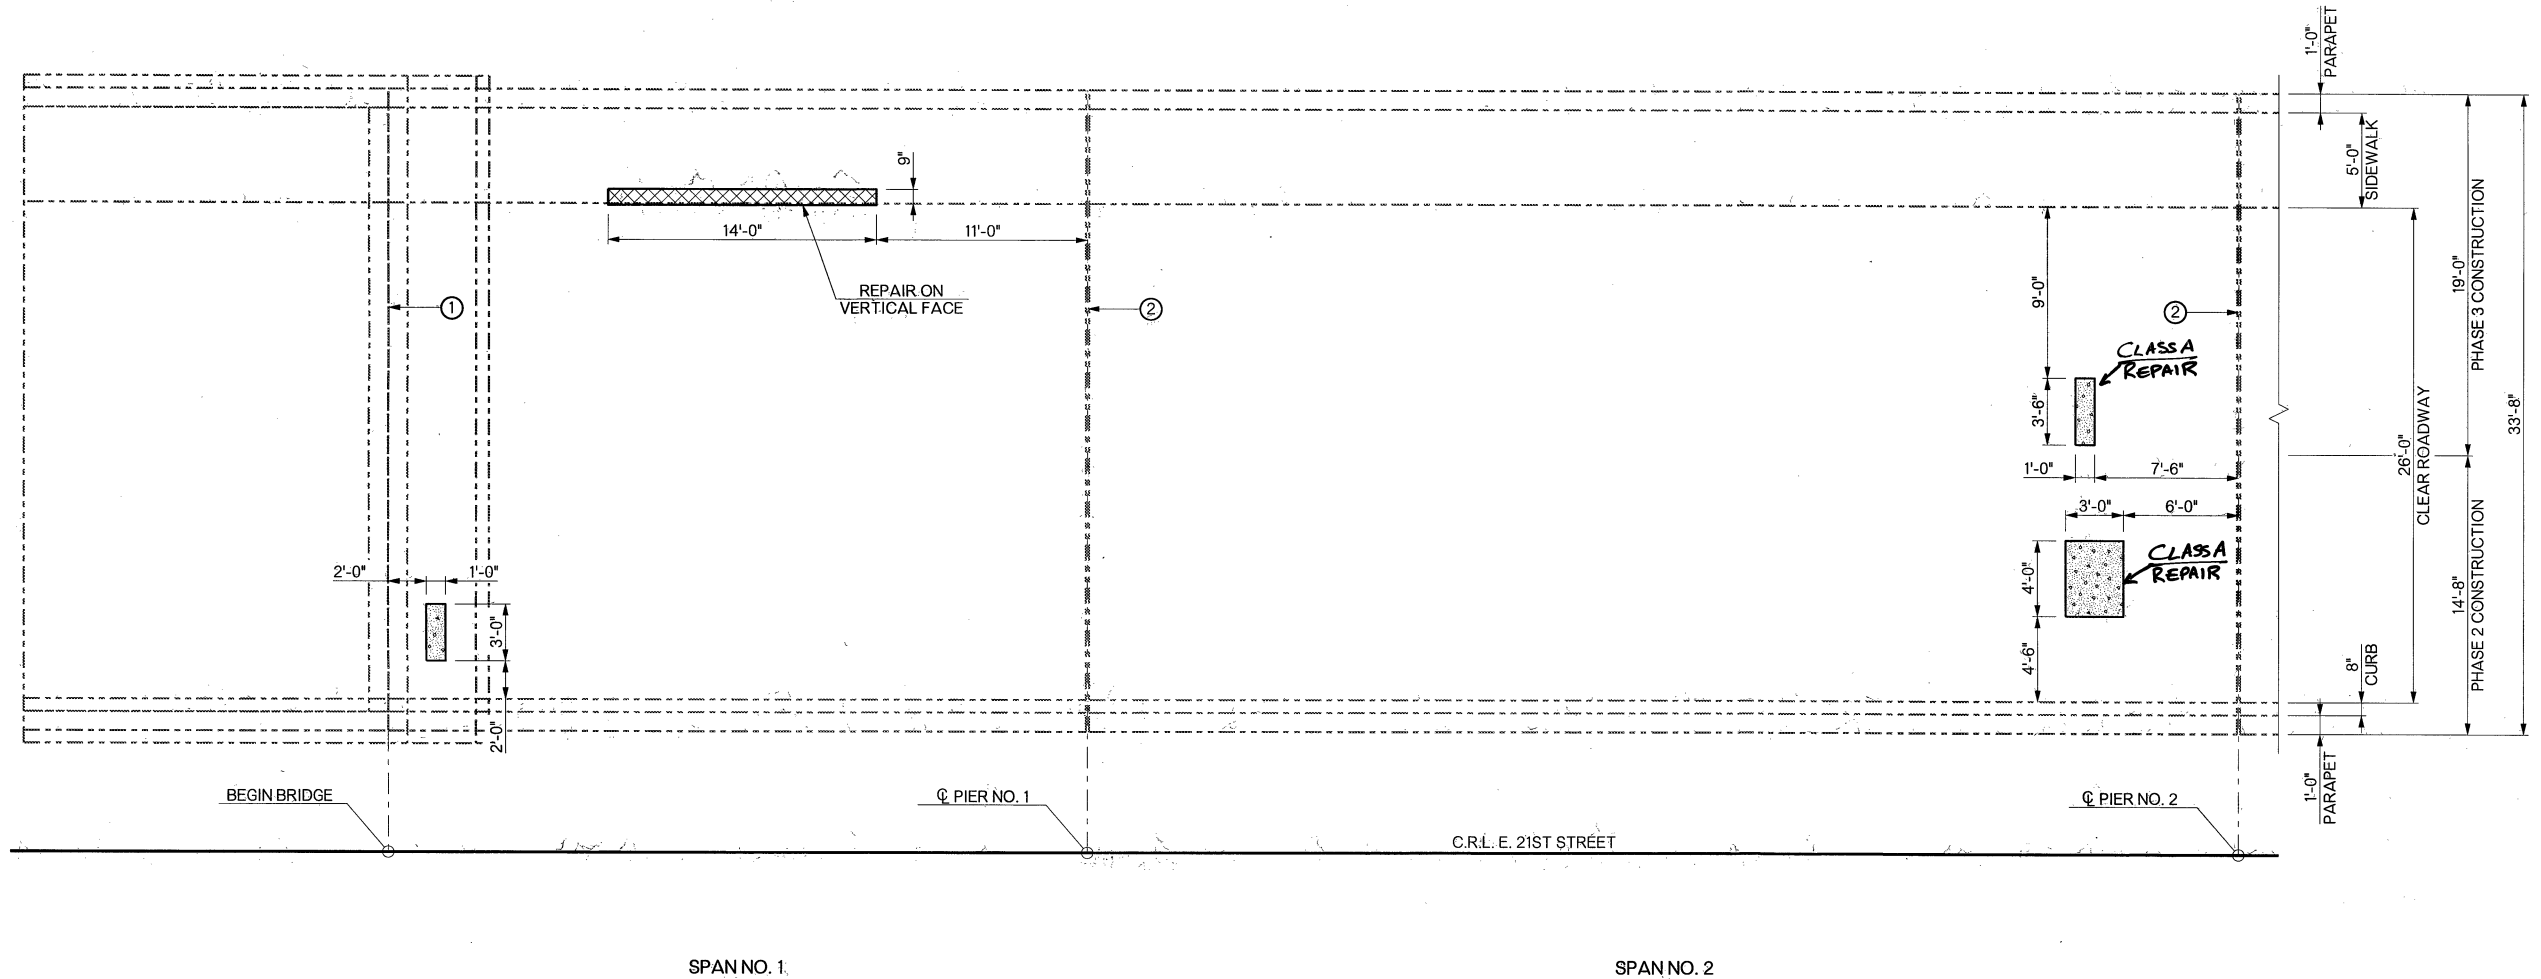 1'-0"
PARAPET
9"
5'-0"
SIDEWALK
14'-0"
11'-0"
REPAIR ON
VERTICAL FACE
1
2
2
9'-0"
19'-0"
PHASE 3 CONSTRUCTION
CLASS A
REPAIR
3'-6"
33'-8"
26'-0"
CLEAR ROADWAY
1'-0"
7'-6"
3'-0"
6'-0"
CLASS A
REPAIR
2'-0"
1'-0"
4'-0"
14'-8"
PHASE 2 CONSTRUCTION
3'-0"
4'-6"
8"
CURB
2'-0"
1'-0"
PARAPET
BEGIN BRIDGE
℄ PIER NO. 1
℄ PIER NO. 2
C.R.L. E. 21ST STREET
SPAN NO. 1
SPAN NO. 2